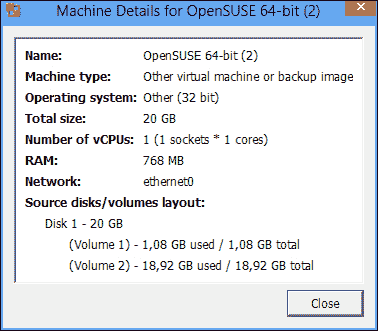 Machine Details for OpenSUSE 64-bit (2)
Name: OpenSUSE 64-bit (2)
Machine type: Other virtual machine or backup image
Operating system: Other (32 bit)
Total size: 20 GB
Number of vCPUs: 1 (1 sockets * 1 cores)
RAM: 768 MB
Network: ethernet0
Source disks/volumes layout:
Disk 1 - 20 GB
(Volume 1) - 1,08 GB used / 1,08 GB total
(Volume 2) - 18,92 GB used / 18,92 GB total
Close